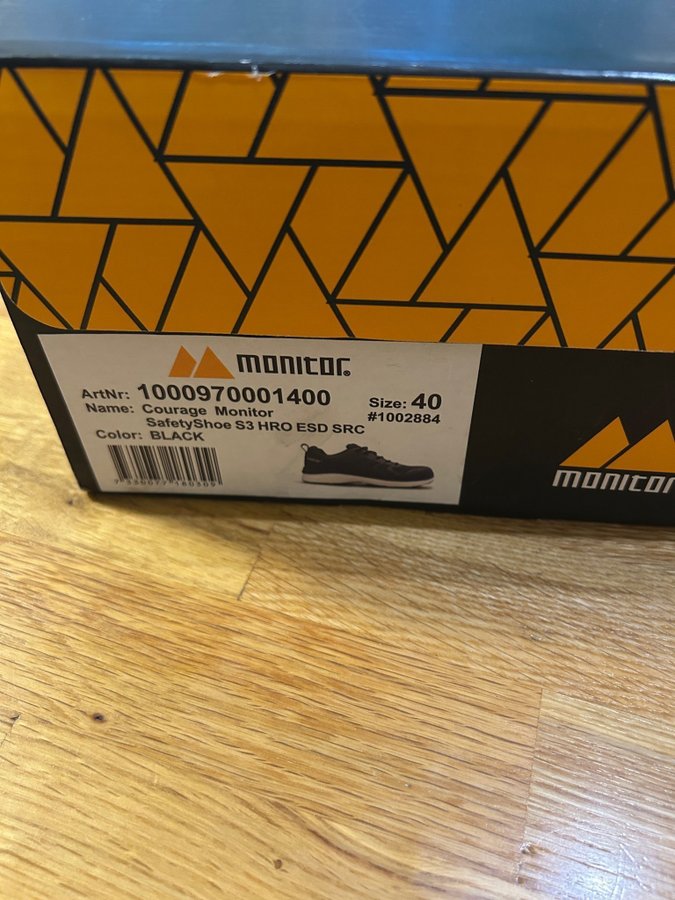 monitor®
ArtNr: 1000970001400
Size: 40
#1002884
Name: Courage Monitor
SafetyShoe S3 HRO ESD SRC
Color: BLACK
monitor